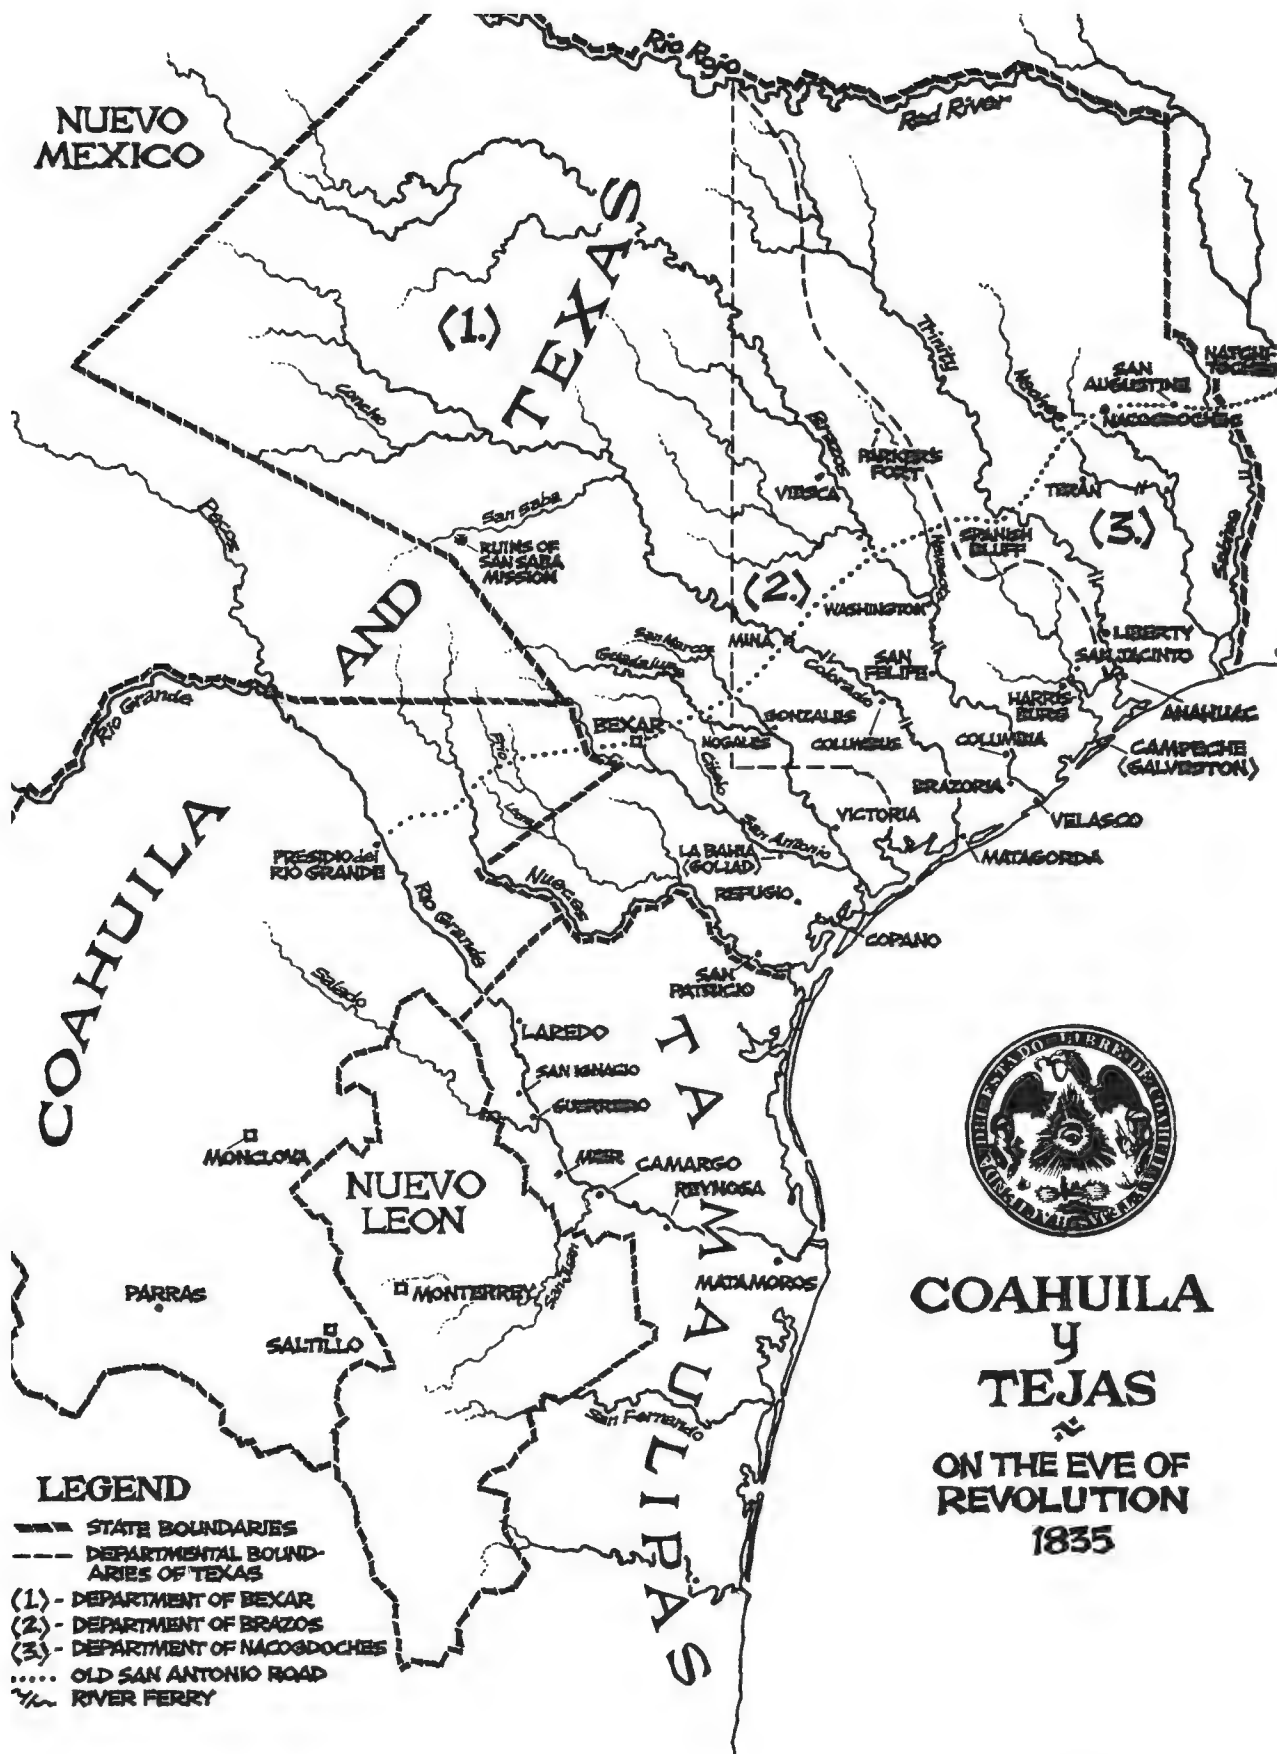 Rio Rojo
Red River
NUEVO
MEXICO
TEXAS
(1.)
Trinity
Neches
NATCHI-
TOCHES
SAN
AUGUSTINE
NACOGDOCHES
Concho
Brazos
PARKER'S
FORT
VIESCA
TERÁN
(3.)
Sabine
Pecos
San Saba
RUINS OF
SAN SABA
MISSION
SPANISH
BLUFF
Navasota
(2.)
WASHINGTON
AND
San Marcos
Guadalupe
MINA
Colorado
SAN
FELIPE
LIBERTY
SAN JACINTO
HARRIS-
BURG
ANAHUAC
Rio Grande
BEXAR
GONZALES
NOGALES
COLUMBUS
COLUMBIA
CAMPECHE
(GALVESTON)
Frio
Cibolo
Leona
BRAZORIA
VELASCO
VICTORIA
MATAGORDA
San Antonio
LA BAHIA
(GOLIAD)
REFUGIO
COPANO
PRESIDIO del
RIO GRANDE
Rio Grande
Nueces
SAN
PATRICIO
COAHUILA
Salado
LAREDO
SAN IGNACIO
GUERRERO
MIER
CAMARGO
REYNOSA
MATAMOROS
TAMAULIPAS
MONCLOVA
NUEVO
LEON
MONTERREY
San Juan
PARRAS
SALTILLO
San Fernando
DEL ESTADO LIBRE DE COAHUILA
COAHUILA
y
TEJAS
ON THE EVE OF
REVOLUTION
1835
LEGEND
STATE BOUNDARIES
DEPARTMENTAL BOUND-
ARIES OF TEXAS
(1.)- DEPARTMENT OF BEXAR
(2.)- DEPARTMENT OF BRAZOS
(3.)- DEPARTMENT OF NACOGDOCHES
OLD SAN ANTONIO ROAD
RIVER FERRY